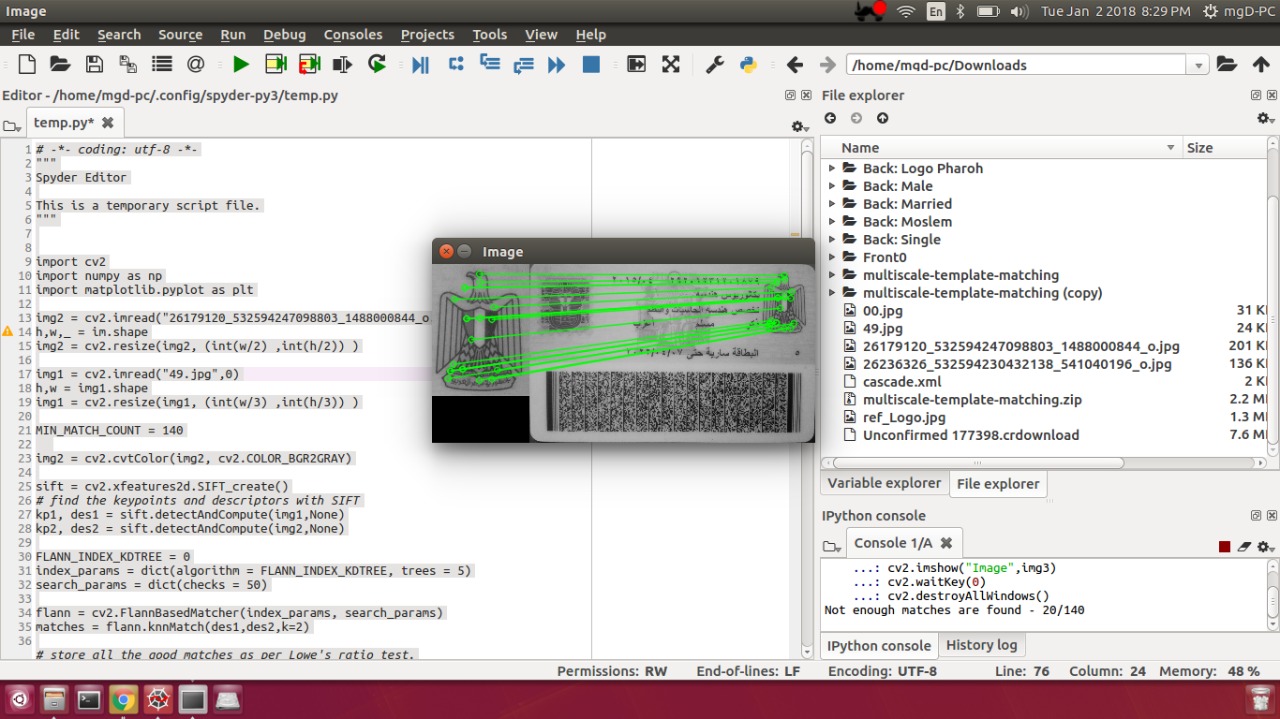 Image
En
Tue Jan 2 2018 8:29 PM
mgD-PC
File Edit Search Source Run Debug Consoles Projects Tools View Help
/home/mgd-pc/Downloads
Editor - /home/mgd-pc/.config/spyder-py3/temp.py
temp.py*
1 # -*- coding: utf-8 -*-
2 """
3 Spyder Editor
4
5 This is a temporary script file.
6 """
7
8
9 import cv2
10 import numpy as np
11 import matplotlib.pyplot as plt
12
13 img2 = cv2.imread("26179120_532594247098803_1488000844_o
14 h,w,_ = im.shape
15 img2 = cv2.resize(img2, (int(w/2) ,int(h/2)) )
16
17 img1 = cv2.imread("49.jpg",0)
18 h,w = img1.shape
19 img1 = cv2.resize(img1, (int(w/3) ,int(h/3)) )
20
21 MIN_MATCH_COUNT = 140
22
23 img2 = cv2.cvtColor(img2, cv2.COLOR_BGR2GRAY)
24
25 sift = cv2.xfeatures2d.SIFT_create()
26 # find the keypoints and descriptors with SIFT
27 kp1, des1 = sift.detectAndCompute(img1,None)
28 kp2, des2 = sift.detectAndCompute(img2,None)
29
30 FLANN_INDEX_KDTREE = 0
31 index_params = dict(algorithm = FLANN_INDEX_KDTREE, trees = 5)
32 search_params = dict(checks = 50)
33
34 flann = cv2.FlannBasedMatcher(index_params, search_params)
35 matches = flann.knnMatch(des1,des2,k=2)
36
# store all the good matches as per Lowe's ratio test.
Image
مسلم
البطاقة سارية حتى
File explorer
Name Size
Back: Logo Pharoh
Back: Male
Back: Married
Back: Moslem
Back: Single
Front0
multiscale-template-matching
multiscale-template-matching (copy)
00.jpg 31 K
49.jpg 24 K
26179120_532594247098803_1488000844_o.jpg 201 K
26236326_532594230432138_541040196_o.jpg 136 K
cascade.xml 2 K
multiscale-template-matching.zip 2.2 M
ref_Logo.jpg 1.3 M
Unconfirmed 177398.crdownload 7.6 M
Variable explorer File explorer
IPython console
Console 1/A
...: cv2.imshow("Image",img3)
...: cv2.waitKey(0)
...: cv2.destroyAllWindows()
Not enough matches are found - 20/140
IPython console History log
Permissions: RW End-of-lines: LF Encoding: UTF-8 Line: 76 Column: 24 Memory: 48 %